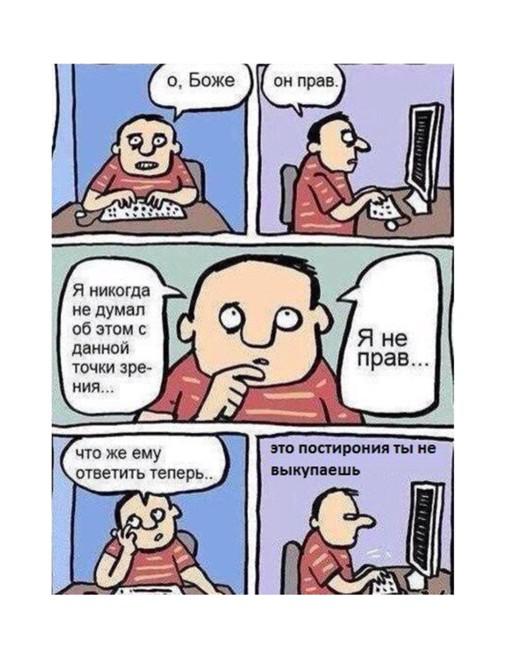 о, Боже
он прав.
Я никогда
не думал
об этом с
данной
точки зре-
ния...
Я не
прав...
что же ему
ответить теперь..
это постирония ты не
выкупаешь